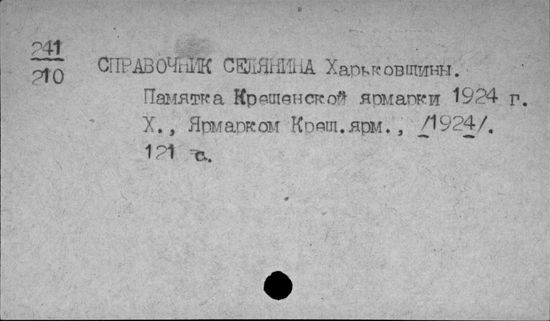 241
210
СПРАВОЧНИК СЕЛЯНИНА Харьковщины.
Памятка Крещенской ярмарки 1924 г.
Х., Ярмарком Крещ.ярм., /1924/.
121 с.